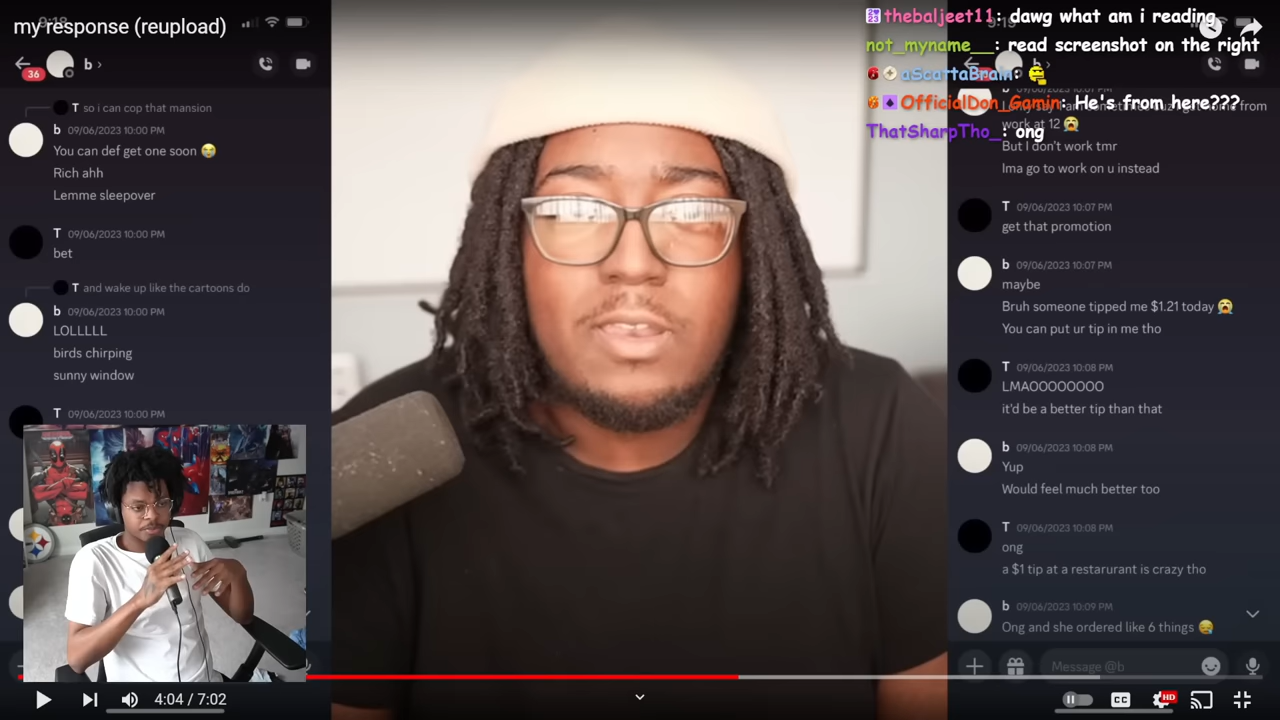 my response (reupload)
9:18
36
b ›
T so i can cop that mansion
b 09/06/2023 10:00 PM
You can def get one soon 😭
Rich ahh
Lemme sleepover
T 09/06/2023 10:00 PM
bet
T and wake up like the cartoons do
b 09/06/2023 10:00 PM
LOLLLLL
birds chirping
sunny window
T 09/06/2023 10:00 PM
thebaljeet11: dawg what am i reading
not_myname__: read screenshot on the right
aScattaBrain:
OfficialDon_Gamin: He's from here???
ThatSharpTho_: ong
work at 12 😭
But I don't work tmr
Ima go to work on u instead
T 09/06/2023 10:07 PM
get that promotion
b 09/06/2023 10:07 PM
maybe
Bruh someone tipped me $1.21 today 😭
You can put ur tip in me tho
T 09/06/2023 10:08 PM
LMAOOOOOOOO
it'd be a better tip than that
b 09/06/2023 10:08 PM
Yup
Would feel much better too
T 09/06/2023 10:08 PM
ong
a $1 tip at a restarurant is crazy tho
b 09/06/2023 10:09 PM
Ong and she ordered like 6 things 😪
Message @b
4:04 / 7:02
CC
HD